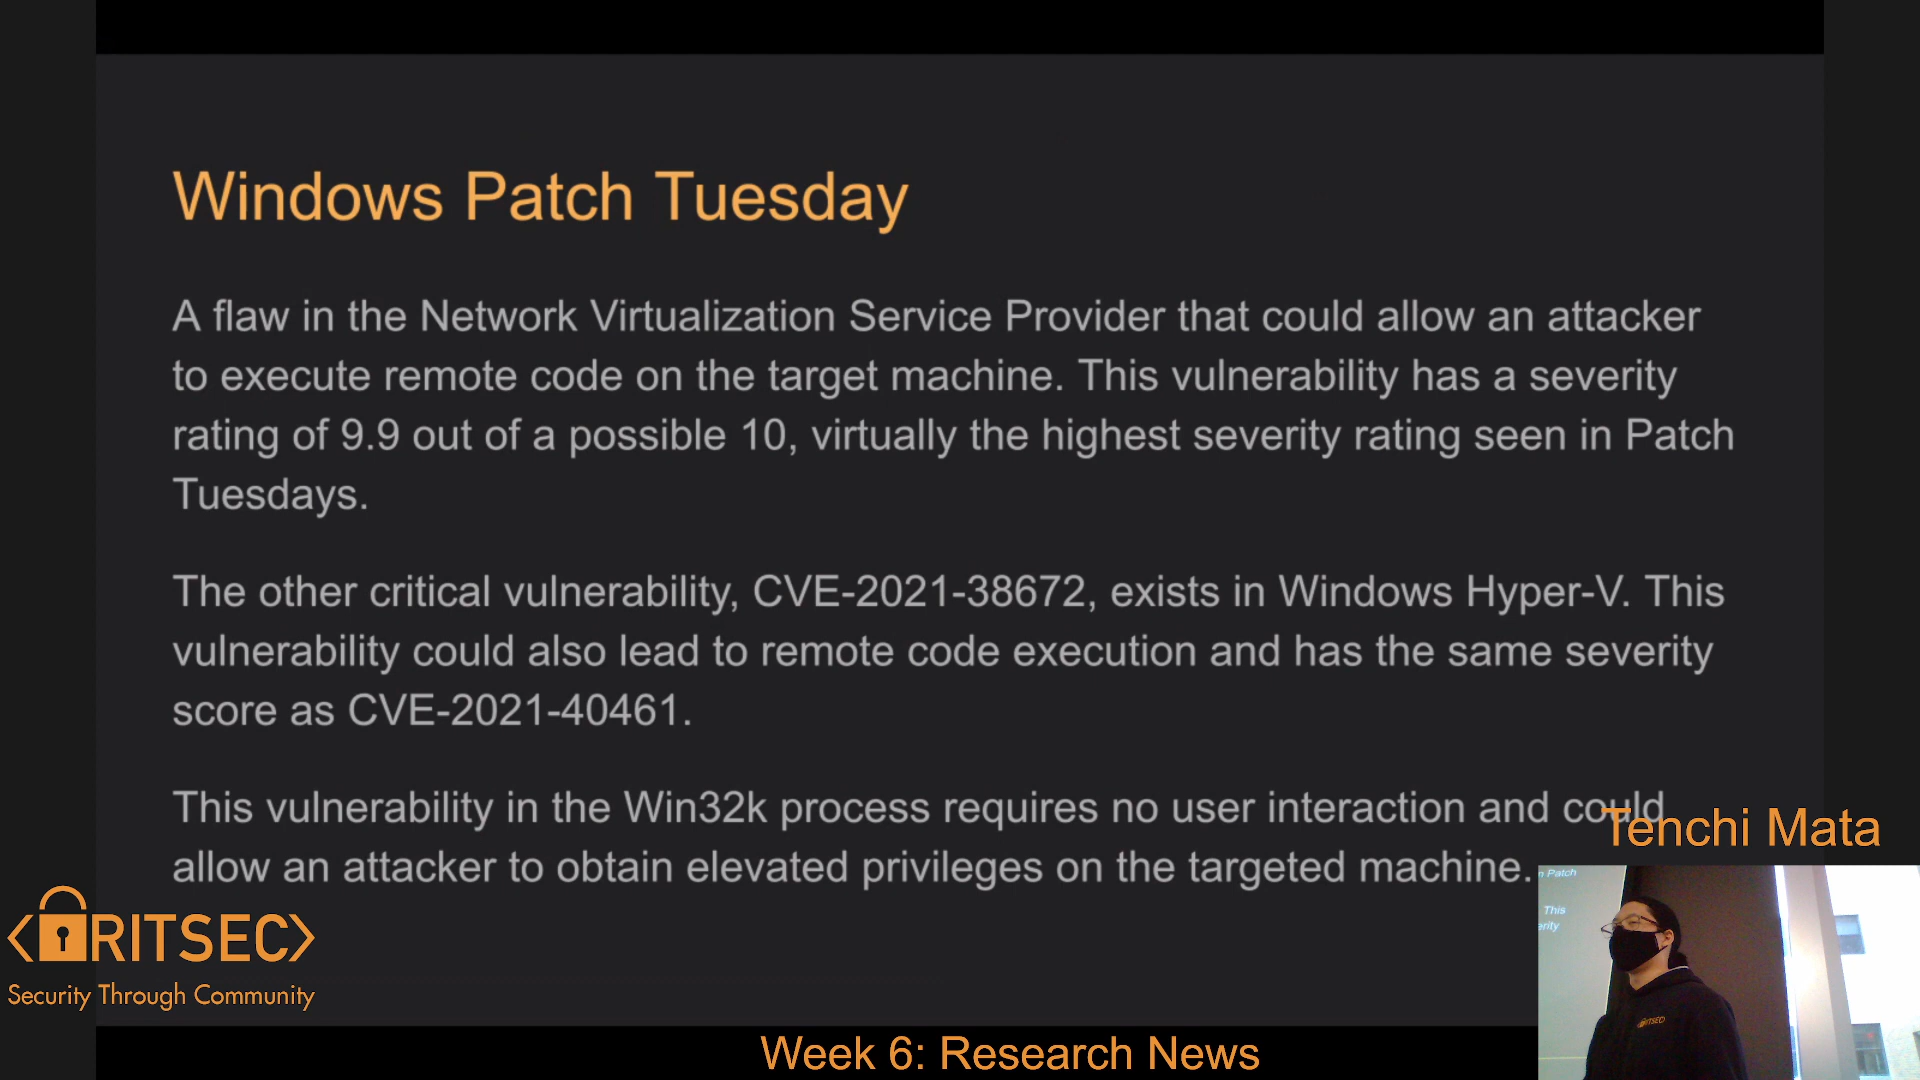 Windows Patch Tuesday
A flaw in the Network Virtualization Service Provider that could allow an attacker
to execute remote code on the target machine. This vulnerability has a severity
rating of 9.9 out of a possible 10, virtually the highest severity rating seen in Patch
Tuesdays.
The other critical vulnerability, CVE-2021-38672, exists in Windows Hyper-V. This
vulnerability could also lead to remote code execution and has the same severity
score as CVE-2021-40461.
This vulnerability in the Win32k process requires no user interaction and could
allow an attacker to obtain elevated privileges on the targeted machine.
Tenchi Mata
n Patch
This
erity
RITSEC
RITSEC
Security Through Community
Week 6: Research News